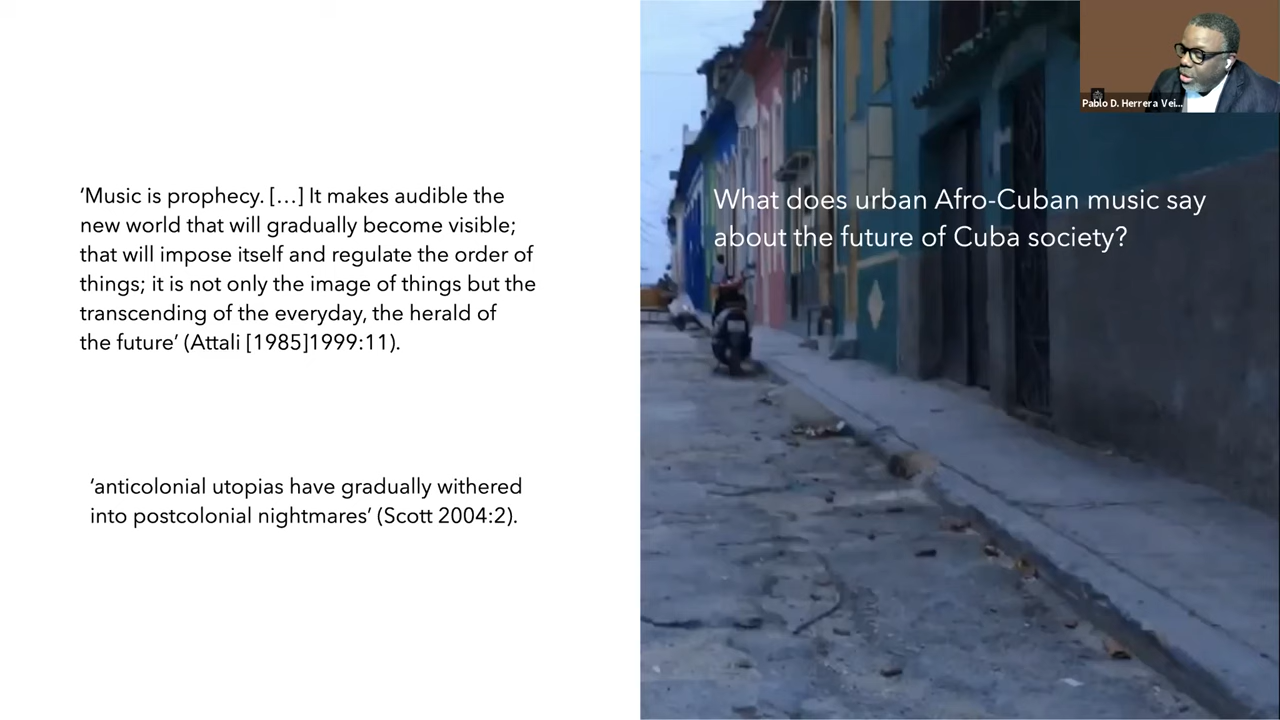 ‘Music is prophecy. […] It makes audible the
new world that will gradually become visible;
that will impose itself and regulate the order of
things; it is not only the image of things but the
transcending of the everyday, the herald of
the future’ (Attali [1985]1999:11).
‘anticolonial utopias have gradually withered
into postcolonial nightmares’ (Scott 2004:2).
What does urban Afro-Cuban music say
about the future of Cuba society?
Pablo D. Herrera Vei...